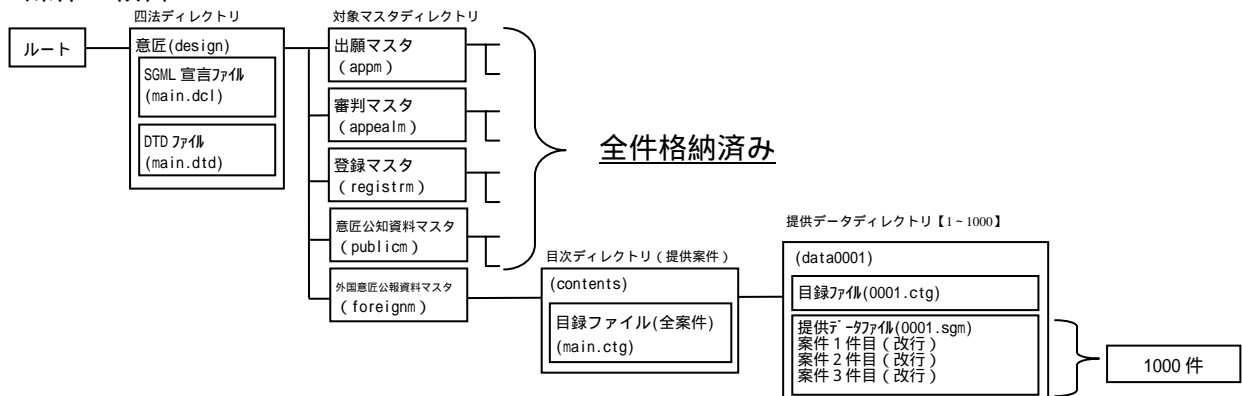 四法ディレクトリ
対象マスタディレクトリ
ルート
意匠(design)
SGML 宣言ファイル
(main.dcl)
DTD ファイル
(main.dtd)
出願マスタ
(appm)
審判マスタ
(appealm)
登録マスタ
(registrm)
意匠公知資料マスタ
(publicm)
外国意匠公報資料マスタ
(foreignm)
全件格納済み
目次ディレクトリ(提供案件)
(contents)
目録ファイル(全案件)
(main.ctg)
提供データディレクトリ【1~1000】
(data0001)
目録ファイル(0001.ctg)
提供データファイル(0001.sgm)
案件1件目(改行)
案件2件目(改行)
案件3件目(改行)
1000 件